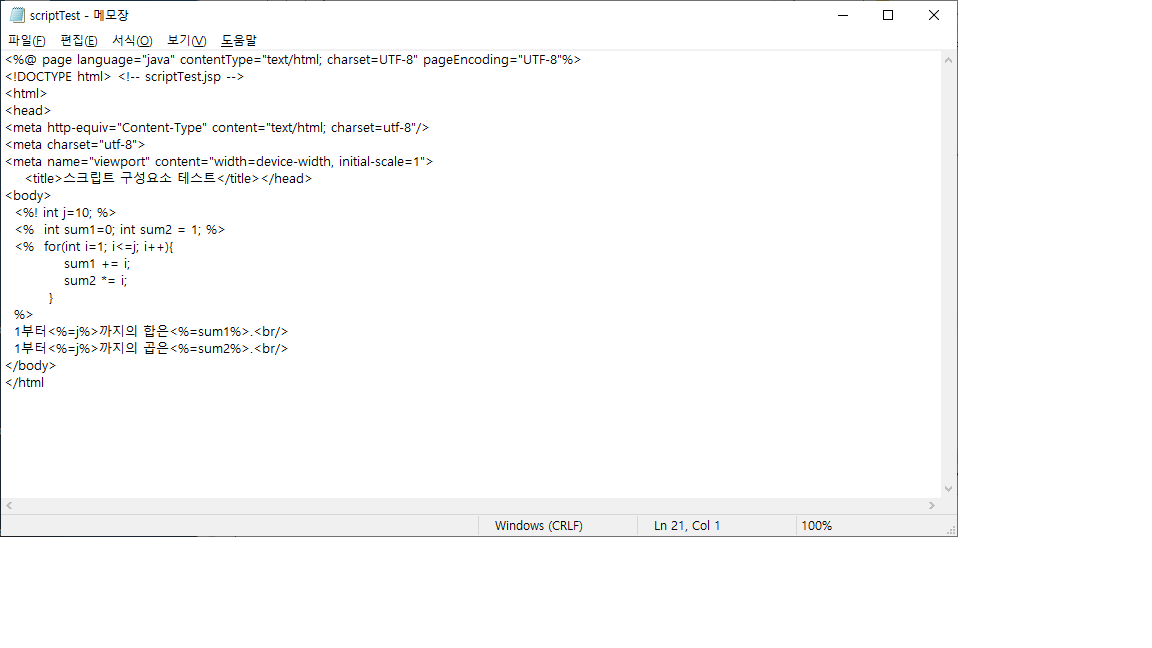 scriptTest - 메모장
파일(F) 편집(E) 서식(O) 보기(V) 도움말
<%@ page language="java" contentType="text/html; charset=UTF-8" pageEncoding="UTF-8"%>
<!DOCTYPE html> <!-- scriptTest.jsp -->
<html>
<head>
<meta http-equiv="Content-Type" content="text/html; charset=utf-8"/>
<meta charset="utf-8">
<meta name="viewport" content="width=device-width, initial-scale=1">
<title>스크립트 구성요소 테스트</title></head>
<body>
<%! int j=10; %>
<% int sum1=0; int sum2 = 1; %>
<% for(int i=1; i<=j; i++){
sum1 += i;
sum2 *= i;
}
%>
1부터<%=j%>까지의 합은<%=sum1%>.<br/>
1부터<%=j%>까지의 곱은<%=sum2%>.<br/>
</body>
</html
Windows (CRLF) Ln 21, Col 1 100%